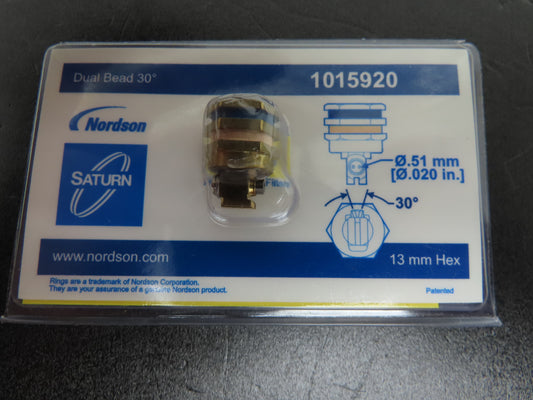 Dual Bead 30°
1015920
Nordson
SATURN
Ø.51 mm
[Ø.020 in.]
30°
www.nordson.com
13 mm Hex
Rings are a trademark of Nordson Corporation.
They are your assurance of a genuine Nordson product.
Patented